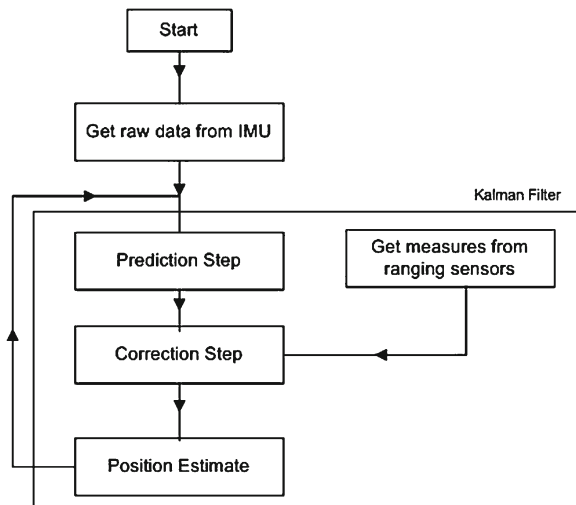 Start
Get raw data from IMU
Kalman Filter
Prediction Step
Get measures from
ranging sensors
Correction Step
Position Estimate